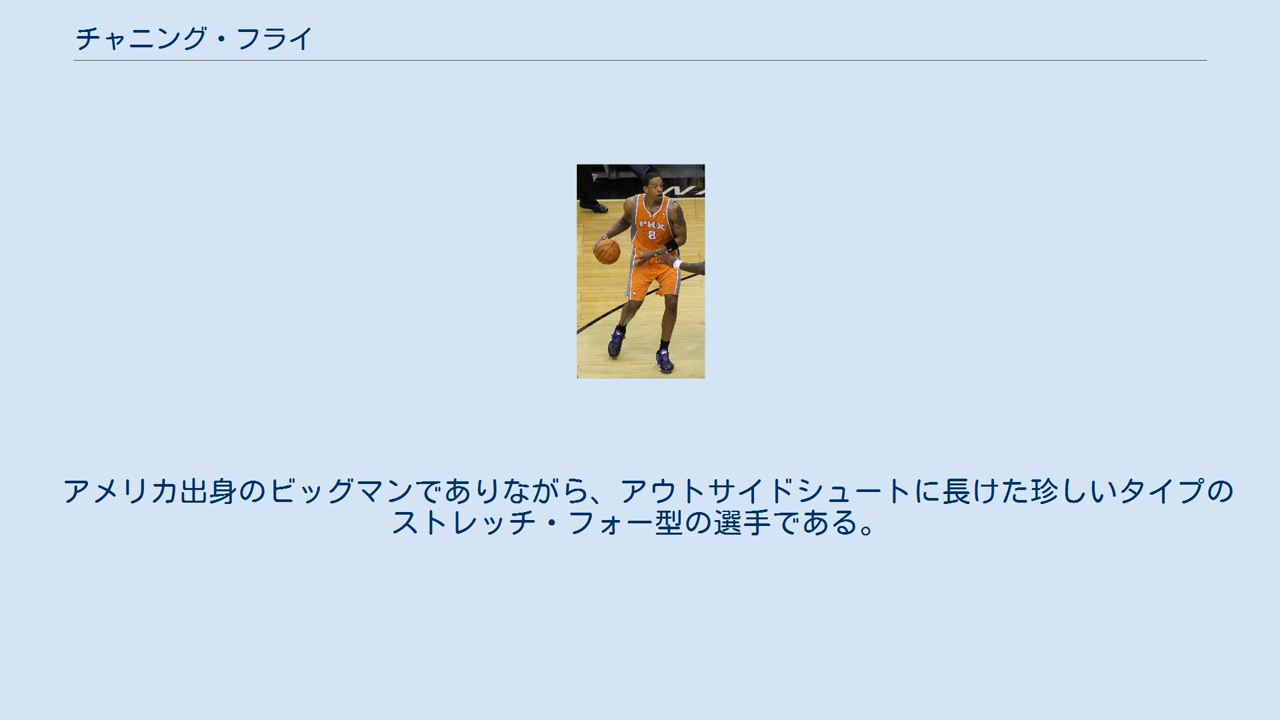 チャニング・フライ
PHX
8
アメリカ出身のビッグマンでありながら、アウトサイドシュートに長けた珍しいタイプの
ストレッチ・フォー型の選手である。